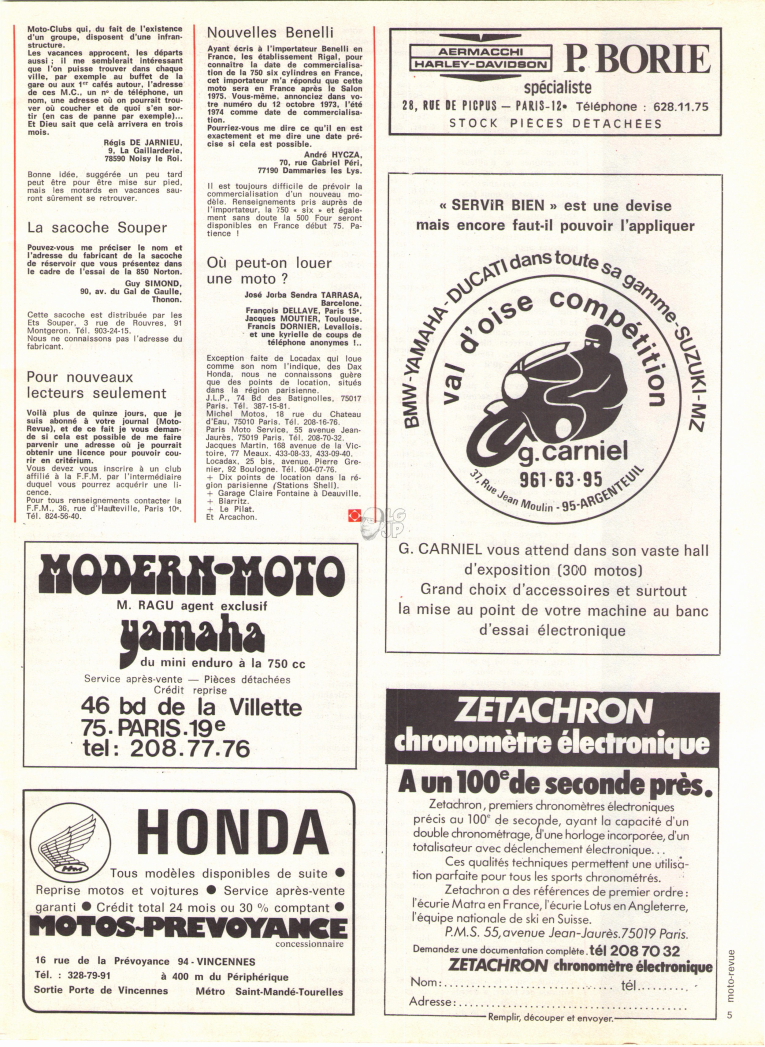 Moto-Clubs qui, du fait de l'existence
d'un groupe, disposent d'une infran-
structure.
Les vacances approcent, les départs
aussi ; il me semblerait intéressant
que l'on puisse trouver dans chaque
ville, par exemple au buffet de la
gare ou aux 1ers cafés autour, l'adresse
de ces M.C., un n° de téléphone, un
nom, une adresse où on pourrait trou-
ver où coucher et de quoi s'en sor-
tir (en cas de panne par exemple)...
Et Dieu sait que celà arrivera en trois
mois.
Régis DE JARNIEU,
9, La Gaillarderie,
78590 Noisy le Roi.
Bonne idée, suggérée un peu tard
peut être pour être mise sur pied,
mais les motards en vacances sau-
ront sûrement se retrouver.
La sacoche Souper
Pouvez-vous me préciser le nom et
l'adresse du fabricant de la sacoche
de réservoir que vous présentez dans
le cadre de l'essai de la 850 Norton.
Guy SIMOND,
90, av. du Gal de Gaulle,
Thonon.
Cette sacoche est distribuée par les
Ets Souper, 3 rue de Rouvres, 91
Montgeron. Tél. 903-24-15.
Nous ne connaissons pas l'adresse du
fabricant.
Pour nouveaux
lecteurs seulement
Voilà plus de quinze jours, que je
suis abonné à votre journal (Moto-
Revue), et de ce fait je vous deman-
de si cela est possible de me faire
parvenir une adresse où je pourrait
obtenir une licence pour pouvoir cou-
rir en critérium.
Vous devez vous inscrire à un club
affilié à la F.F.M. par l'intermédiaire
duquel vous pourrez acquérir une li-
cence.
Pour tous renseignements contacter la
F.F.M., 36, rue d'Hauteville, Paris 10e.
Tél. 824-56-40.
Nouvelles Benelli
Ayant écris à l'importateur Benelli en
France, les établissement Rigal, pour
connaître la date de commercialisa-
tion de la 750 six cylindres en France,
cet importateur m'a répondu que cette
moto sera en France après le Salon
1975. Vous-même, annonciez dans vo-
tre numéro du 12 octobre 1973, l'été
1974 comme date de commercialisa-
tion.
Pourriez-vous me dire ce qu'il en est
exactement et me dire une date pré-
cise si cela est possible.
André HYCZA,
70, rue Gabriel Péri,
77190 Dammaries les Lys.
Il est toujours difficile de prévoir la
commercialisation d'un nouveau mo-
dèle. Renseignements pris auprès de
l'importateur, la 750 « six » et égale-
ment sans doute la 500 Four seront
disponibles en France début 75. Pa-
tience !
Où peut-on louer
une moto ?
José Jorba Sendra TARRASA,
Barcelone.
François DELLAVE, Paris 15e.
Jacques MOUTIER, Toulouse.
Francis DORNIER, Levallois.
et une kyrielle de coups de
téléphone anonymes !..
Exception faite de Locadax qui loue
comme son nom l'indique, des Dax
Honda, nous ne connaissons guère
que des points de location, situés
dans la région parisienne.
J.L.P., 74 Bd des Batignolles, 75017
Paris. Tél. 387-15-81.
Michel Motos, 18 rue du Chateau
d'Eau, 75010 Paris. Tél. 208-16-76.
Paris Moto Service, 55 avenue Jean-
Jaurès, 75019 Paris. Tél. 208-70-32.
Jacques Martin, 168 avenue de la Vic-
toire, 77 Meaux. 433-08-33, 433-09-40.
Locadax, 25 bis, avenue, Pierre Gre-
nier, 92 Boulogne. Tél. 604-07-76.
+ Dix points de location dans la ré-
gion parisienne (Stations Shell).
+ Garage Claire Fontaine à Deauville.
+ Biarritz.
+ Le Pilat.
Et Arcachon.
LG
JP
AERMACCHI
HARLEY-DAVIDSON
P. BORIE
spécialiste
28, RUE DE PICPUS — PARIS-12e Téléphone : 628.11.75
STOCK PIÈCES DÉTACHÉES
« SERViR BIEN » est une devise
mais encore faut-il pouvoir l'appliquer
BMW-YAMAHA-DUCATI dans toute sa gamme-SUZUKI-MZ
val d'oise compétition
g.carniel
961-63-95
37, Rue Jean Moulin - 95-ARGENTEUIL
G. CARNIEL vous attend dans son vaste hall
d'exposition (300 motos)
Grand choix d'accessoires et surtout
la mise au point de votre machine au banc
d'essai électronique
MODERN-MOTO
M. RAGU agent exclusif
yamaha
du mini enduro à la 750 cc
Service après-vente — Pièces détachées
Crédit reprise
46 bd de la Villette
75.PARIS.19e
tel: 208.77.76
HM
HONDA
Tous modèles disponibles de suite ●
Reprise motos et voitures ● Service après-vente
garanti ● Crédit total 24 mois ou 30 % comptant ●
MOTOS-PREVOYANCE
concessionnaire
16 rue de la Prévoyance 94-VINCENNES
Tél. : 328-79-91 à 400 m du Périphérique
Sortie Porte de Vincennes Métro Saint-Mandé-Tourelles
ZETACHRON
chronomètre électronique
A un 100e de seconde près.
Zetachron, premiers chronomètres électroniques
précis au 100e de seconde, ayant la capacité d'un
double chronométrage, d'une horloge incorporée, d'un
totalisateur avec déclenchement électronique...
Ces qualités techniques permettent une utilisa-
tion parfaite pour tous les sports chronométrés.
Zetachron a des références de premier ordre :
l'écurie Matra en France, l'écurie Lotus en Angleterre,
l'équipe nationale de ski en Suisse.
P.M.S. 55, avenue Jean-Jaurès.75019 Paris.
Demandez une documentation complète. tél 208 70 32
ZETACHRON chronomètre électronique
Nom:.............................. tél.........
Adresse:.......................................
Remplir, découper et envoyer.
moto-revue
5